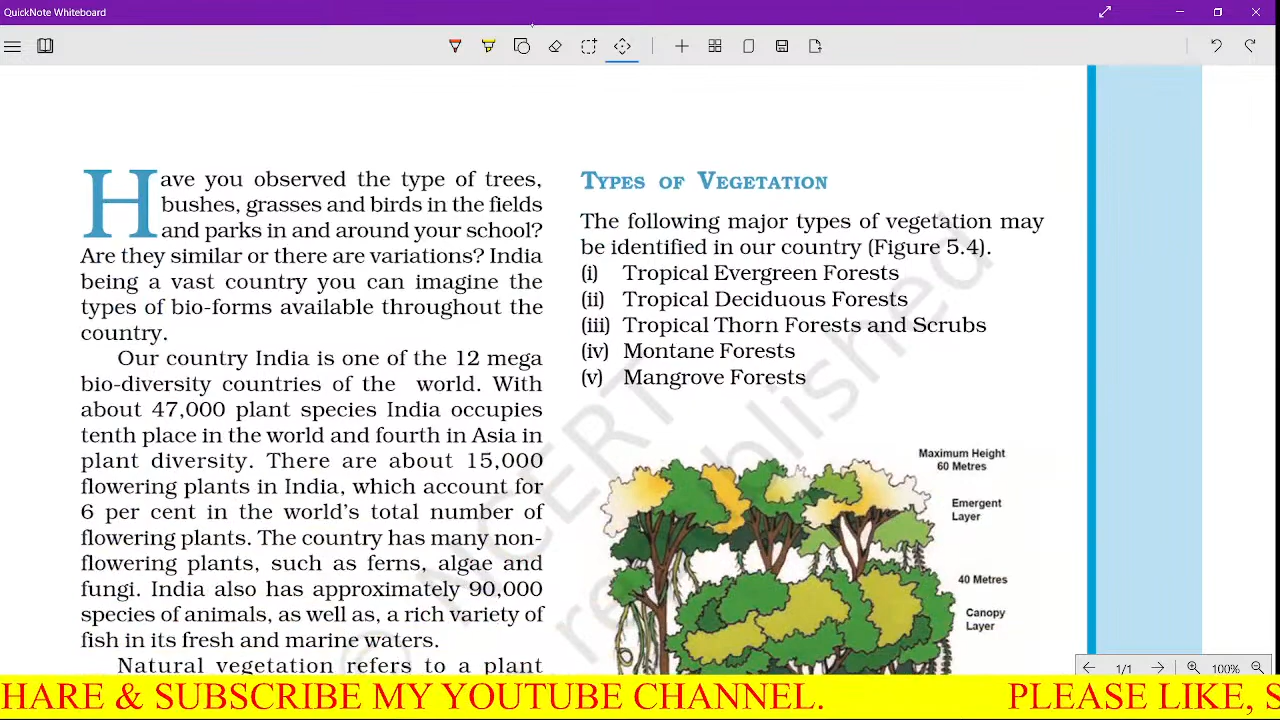 QuickNote Whiteboard
Have you observed the type of trees,
bushes, grasses and birds in the fields
and parks in and around your school?
Are they similar or there are variations? India
being a vast country you can imagine the
types of bio-forms available throughout the
country.
Our country India is one of the 12 mega
bio-diversity countries of the world. With
about 47,000 plant species India occupies
tenth place in the world and fourth in Asia in
plant diversity. There are about 15,000
flowering plants in India, which account for
6 per cent in the world's total number of
flowering plants. The country has many non-
flowering plants, such as ferns, algae and
fungi. India also has approximately 90,000
species of animals, as well as, a rich variety of
fish in its fresh and marine waters.
Natural vegetation refers to a plant
TYPES OF VEGETATION
The following major types of vegetation may
be identified in our country (Figure 5.4).
(i) Tropical Evergreen Forests
(ii) Tropical Deciduous Forests
(iii) Tropical Thorn Forests and Scrubs
(iv) Montane Forests
(v) Mangrove Forests
Maximum Height
60 Metres
Emergent
Layer
40 Metres
Canopy
Layer
© NCERT
republished
1/1
100%
HARE & SUBSCRIBE MY YOUTUBE CHANNEL. PLEASE LIKE, S